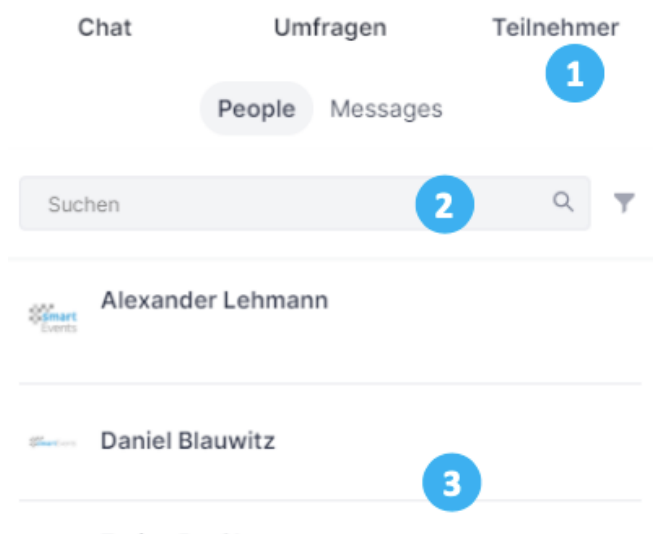 Chat Umfragen Teilnehmer
1
People Messages
Suchen 2
Alexander Lehmann
smart
Events
Daniel Blauwitz
3